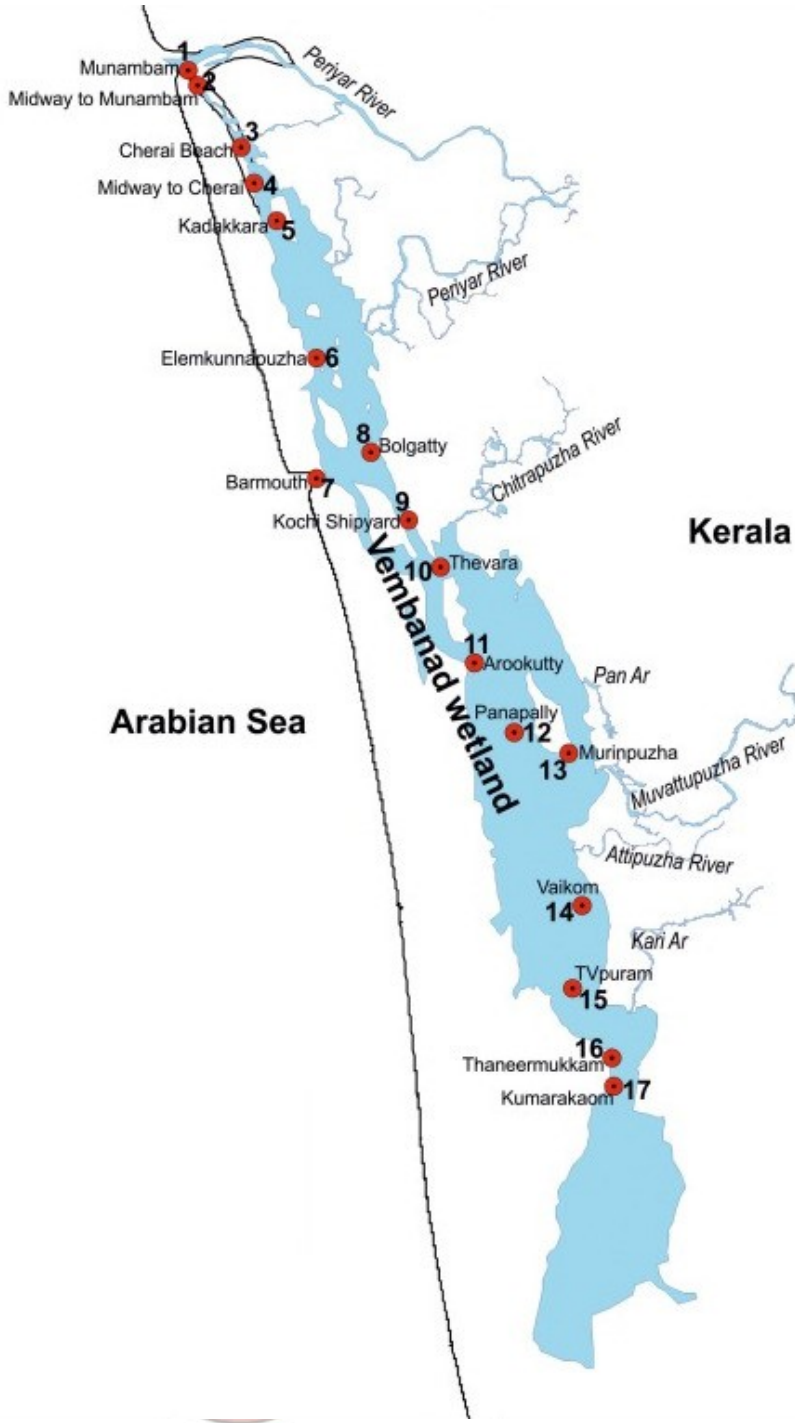 1
Munambam
2
Midway to Munambam
Periyar River
3
Cherai Beach
Midway to Cherai
4
Kadakkara
5
Periyar River
Elemkunnapuzha
6
8
Bolgatty
Barmouth
7
Chitrapuzha River
9
Kochi Shipyard
Kerala
10
Thevara
Vembanad wetland
11
Arookutty
Pan Ar
Arabian Sea
Panapally
12
13
Murinpuzha
Muvattupuzha River
Attipuzha River
Vaikom
14
Kari Ar
TVpuram
15
16
Thaneermukkam
Kumarakaom
17